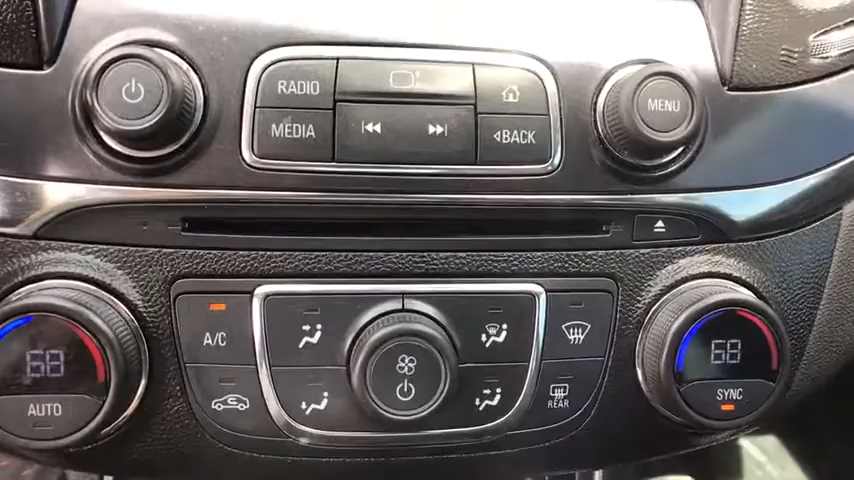 RADIO
MEDIA
BACK
MENU
A/C
REAR
68
AUTO
68
SYNC